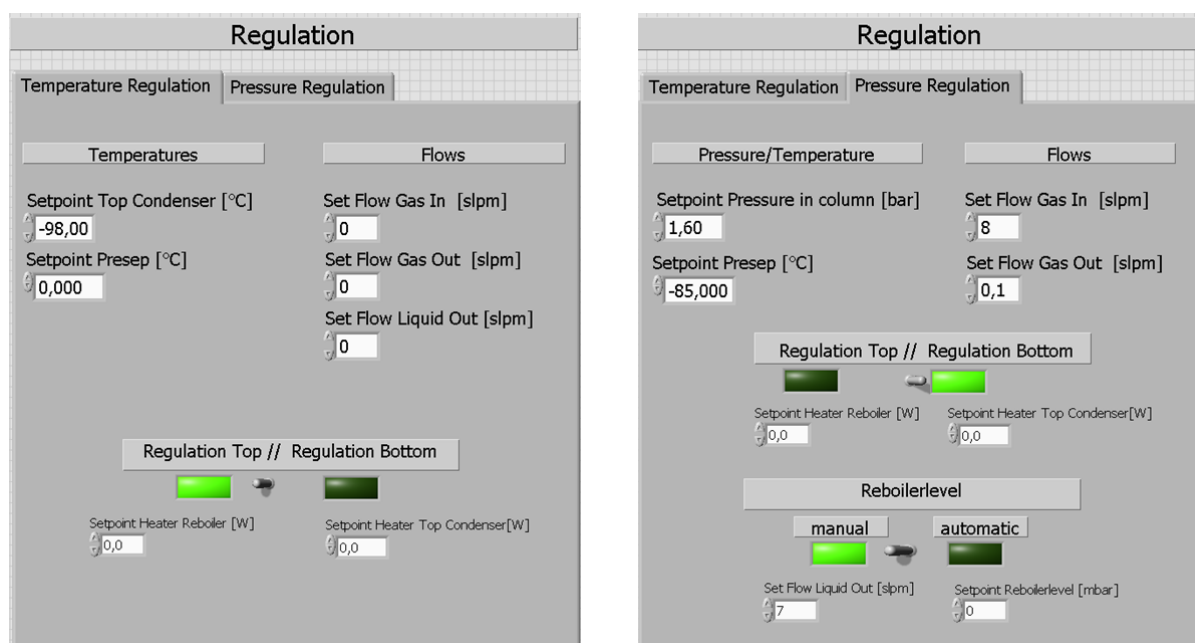 Regulation
Temperature Regulation Pressure Regulation
Temperatures Flows
Setpoint Top Condenser [°C] Set Flow Gas In [slpm]
-98,00 0
Setpoint Presep [°C] Set Flow Gas Out [slpm]
0,000 0
Set Flow Liquid Out [slpm]
0
Regulation Top // Regulation Bottom
Setpoint Heater Reboiler [W] Setpoint Heater Top Condenser[W]
0,0 0,0
Regulation
Temperature Regulation Pressure Regulation
Pressure/Temperature Flows
Setpoint Pressure in column [bar] Set Flow Gas In [slpm]
1,60 8
Setpoint Presep [°C] Set Flow Gas Out [slpm]
-85,000 0,1
Regulation Top // Regulation Bottom
Setpoint Heater Reboiler [W] Setpoint Heater Top Condenser[W]
0,0 0,0
Reboilerlevel
manual automatic
Set Flow Liquid Out [slpm] Setpoint Reboilerlevel [mbar]
7 0